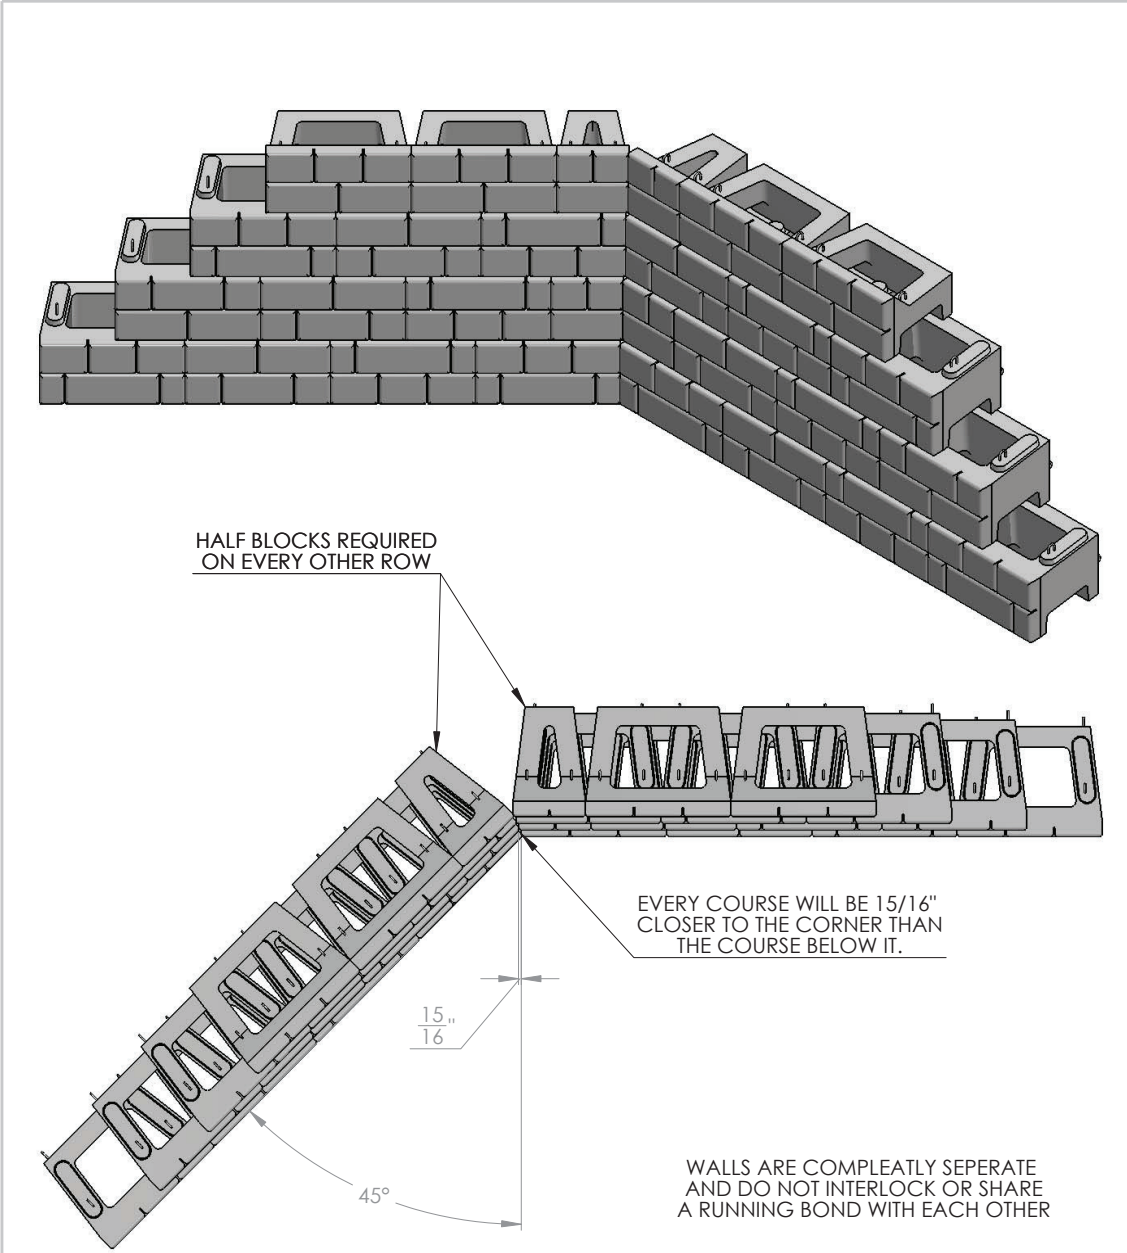 HALF BLOCKS REQUIRED
ON EVERY OTHER ROW
EVERY COURSE WILL BE 15/16"
CLOSER TO THE CORNER THAN
THE COURSE BELOW IT.
15
16"
45°
WALLS ARE COMPLEATLY SEPERATE
AND DO NOT INTERLOCK OR SHARE
A RUNNING BOND WITH EACH OTHER